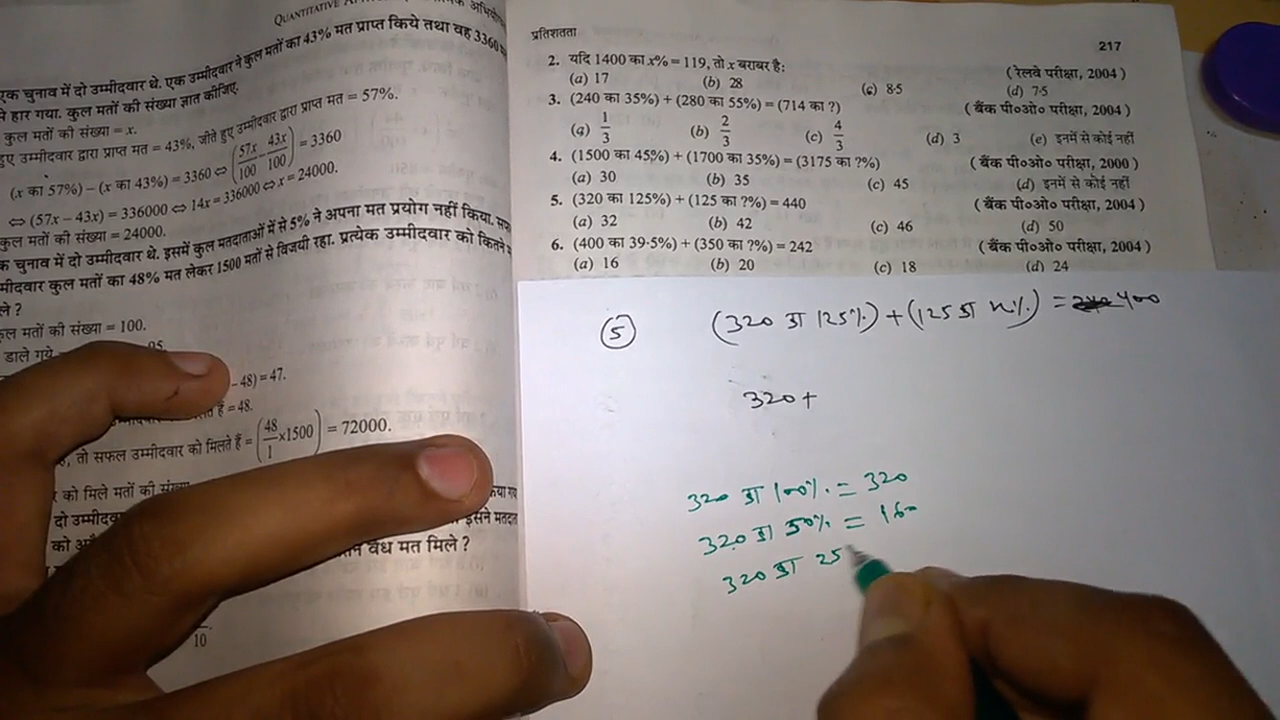 QUANTITATIVE
एक चुनाव में दो उम्मीदवार थे. एक उम्मीदवार ने कुल मतों का 43% मत प्राप्त किये तथा वह 3360
से हार गया. कुल मतों की संख्या ज्ञात कीजिए.
कुल मतों की संख्या = x.
हुए उम्मीदवार द्वारा प्राप्त मत = 43%, जीते हुए उम्मीदवार द्वारा प्राप्त मत = 57%.
(x का 57%) – (x का 43%) = 3360 ⇔ (57x/100 – 43x/100) = 3360
⇔ (57x – 43x) = 336000 ⇔ 14x = 336000 ⇔ x = 24000.
कुल मतों की संख्या = 24000.
क चुनाव में दो उम्मीदवार थे. इसमें कुल मतदाताओं में से 5% ने अपना मत प्रयोग नहीं किया.
मीदवार कुल मतों का 48% मत लेकर 1500 मतों से विजयी रहा. प्रत्येक उम्मीदवार को कितने
ले ?
कुल मतों की संख्या = 100.
डाले गये 95.
– 48) = 47.
हैं = 48.
तो सफल उम्मीदवार को मिलते हैं = (48/1 × 1500) = 72000.
को मिले मतों की
दो उम्मीदवा
को अ
वैध मत मिले ?
10
प्रतिशतता 217
2. यदि 1400 का x% = 119, तो x बराबर है: (रेलवे परीक्षा, 2004)
(a) 17 (b) 28 (c) 8·5 (d) 7·5
3. (240 का 35%) + (280 का 55%) = (714 का ?) (बैंक पी०ओ० परीक्षा, 2004)
(a) 1/3 (b) 2/3 (c) 4/3 (d) 3 (e) इनमें से कोई नहीं
4. (1500 का 45%) + (1700 का 35%) = (3175 का ?%) (बैंक पी०ओ० परीक्षा, 2000)
(a) 30 (b) 35 (c) 45 (d) इनमें से कोई नहीं
5. (320 का 125%) + (125 का ?%) = 440 (बैंक पी०ओ० परीक्षा, 2004)
(a) 32 (b) 42 (c) 46 (d) 50
6. (400 का 39·5%) + (350 का ?%) = 242 (बैंक पी०ओ० परीक्षा, 2004)
(a) 16 (b) 20 (c) 18 (d) 24
5 (320 का 125%) + (125 का x%) = 400
320 +
320 का 100% = 320
320 का 50% = 160
320 का 25